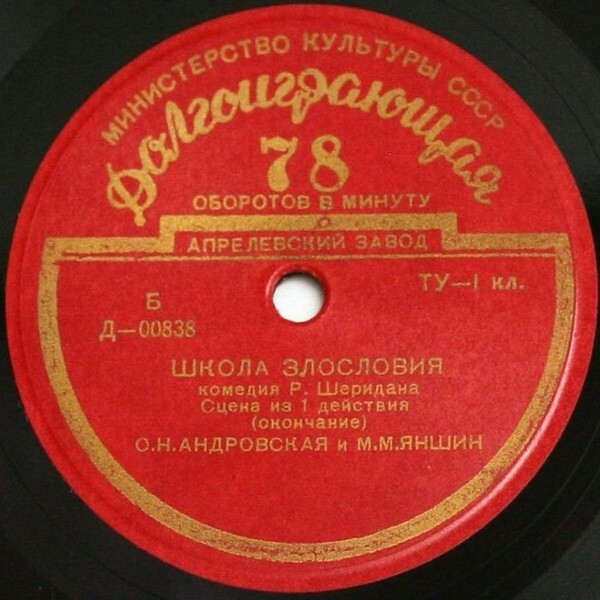 МИНИСТЕРСТВО КУЛЬТУРЫ СССР
Долгоиграющая
78
ОБОРОТОВ В МИНУТУ
АПРЕЛЕВСКИЙ ЗАВОД
ТУ—I кл.
Б
Д—00838
ШКОЛА ЗЛОСЛОВИЯ
комедия Р. Шеридана
Сцена из 1 действия
(окончание)
О.Н.АНДРОВСКАЯ и М.М.ЯНШИН